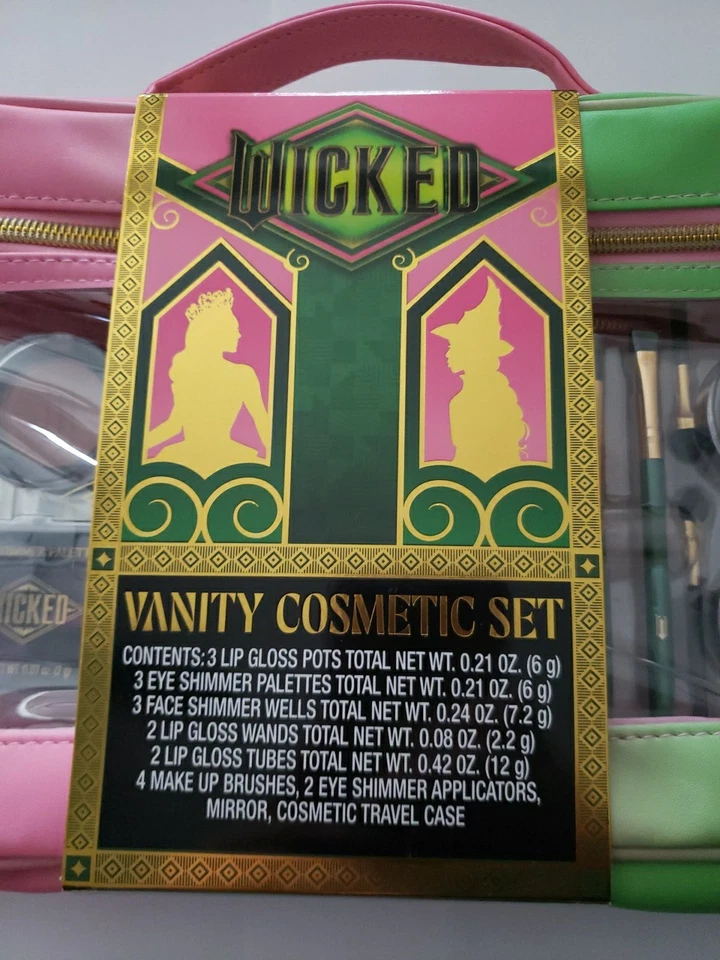 WICKED
VANITY COSMETIC SET
CONTENTS: 3 LIP GLOSS POTS TOTAL NET WT. 0.21 OZ. (6 g)
3 EYE SHIMMER PALETTES TOTAL NET WT. 0.21 OZ. (6 g)
3 FACE SHIMMER WELLS TOTAL NET WT. 0.24 OZ. (7.2 g)
2 LIP GLOSS WANDS TOTAL NET WT. 0.08 OZ. (2.2 g)
2 LIP GLOSS TUBES TOTAL NET WT. 0.42 OZ. (12 g)
4 MAKE UP BRUSHES, 2 EYE SHIMMER APPLICATORS,
MIRROR, COSMETIC TRAVEL CASE